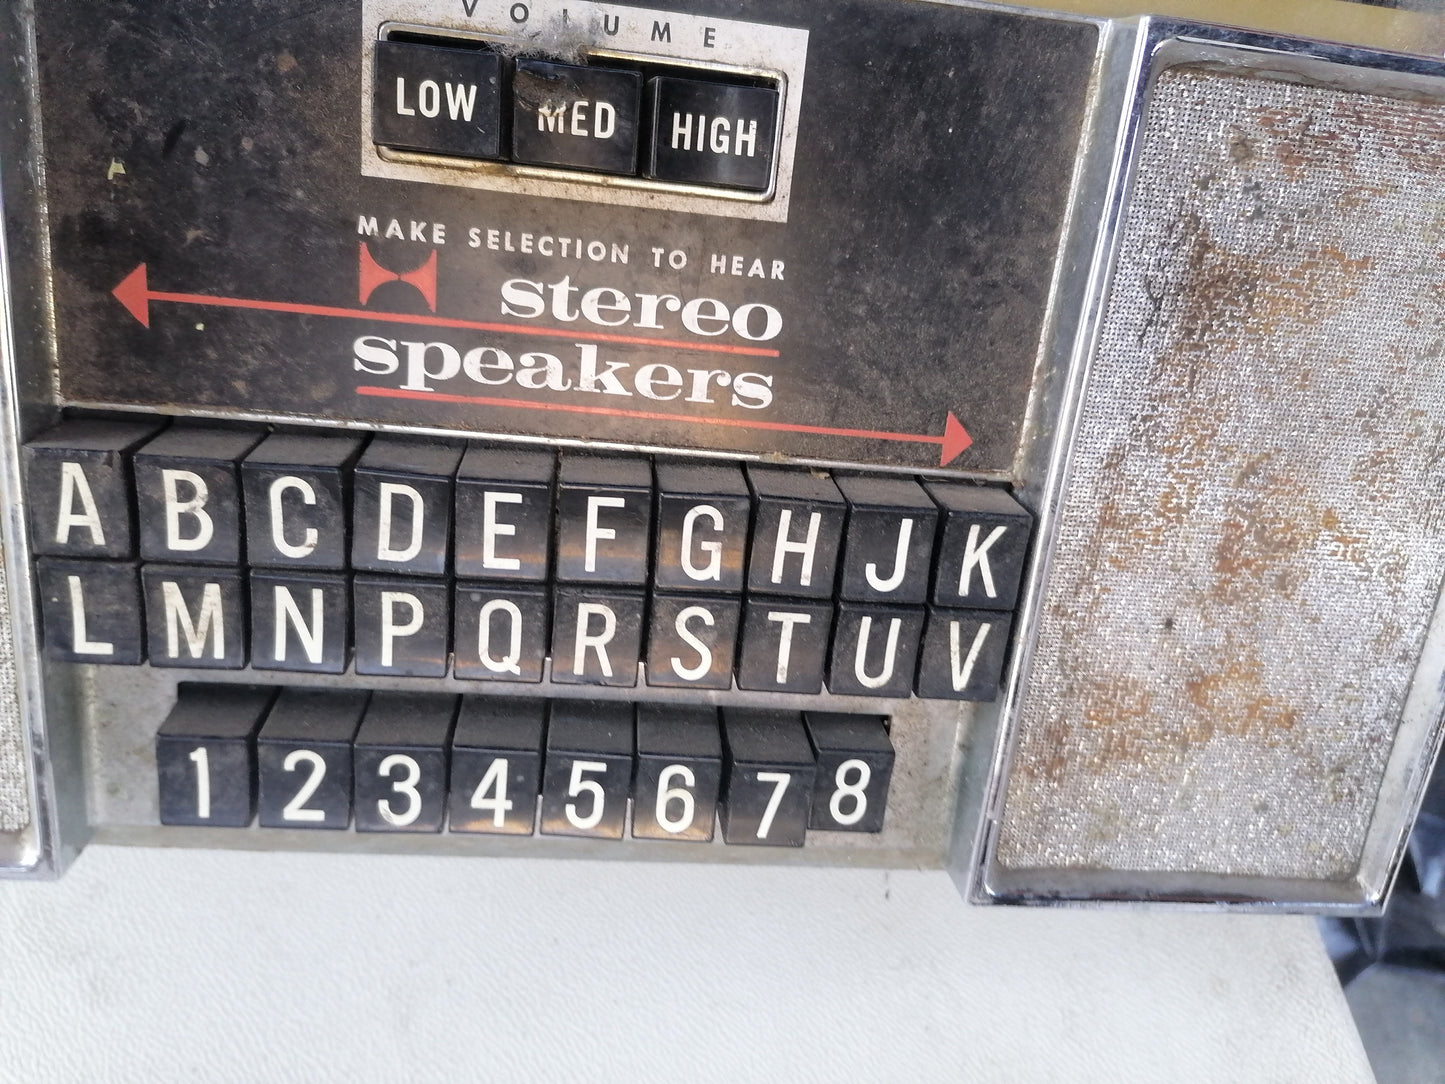 VOLUME
LOW MED HIGH
MAKE SELECTION TO HEAR
stereo
speakers
A B C D E F G H J K
L M N P Q R S T U V
1 2 3 4 5 6 7 8